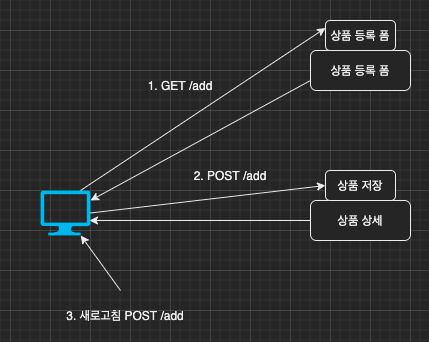 상품 등록 폼
상품 등록 폼
1. GET /add
2. POST /add
상품 저장
상품 상세
3. 새로고침 POST /add